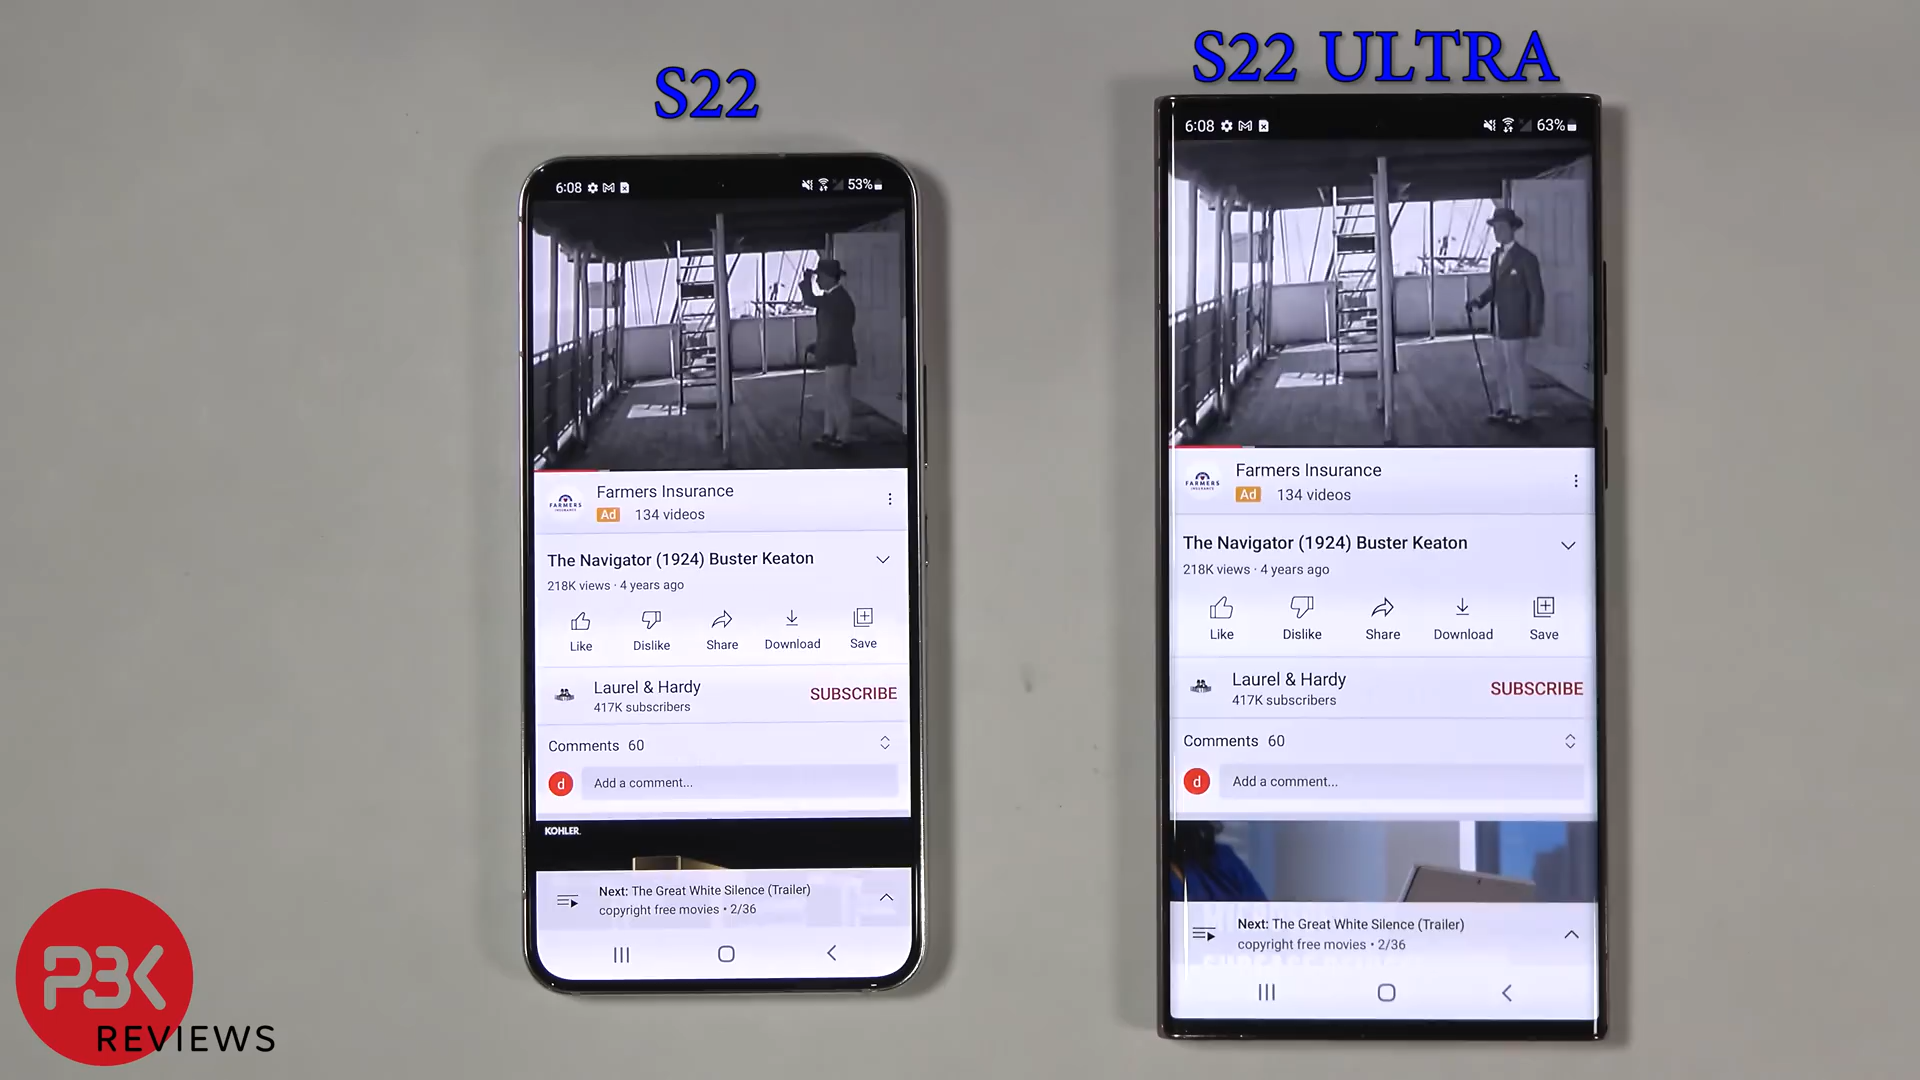 S22
6:08
53%
Farmers Insurance
Ad 134 videos
The Navigator (1924) Buster Keaton
218K views · 4 years ago
Like Dislike Share Download Save
Laurel & Hardy
417K subscribers
SUBSCRIBE
Comments 60
d Add a comment...
KOHLER.
Next: The Great White Silence (Trailer)
copyright free movies • 2/36
S22 ULTRA
6:08
63%
Farmers Insurance
Ad 134 videos
The Navigator (1924) Buster Keaton
218K views · 4 years ago
Like Dislike Share Download Save
Laurel & Hardy
417K subscribers
SUBSCRIBE
Comments 60
d Add a comment...
Next: The Great White Silence (Trailer)
copyright free movies • 2/36
PBK
REVIEWS